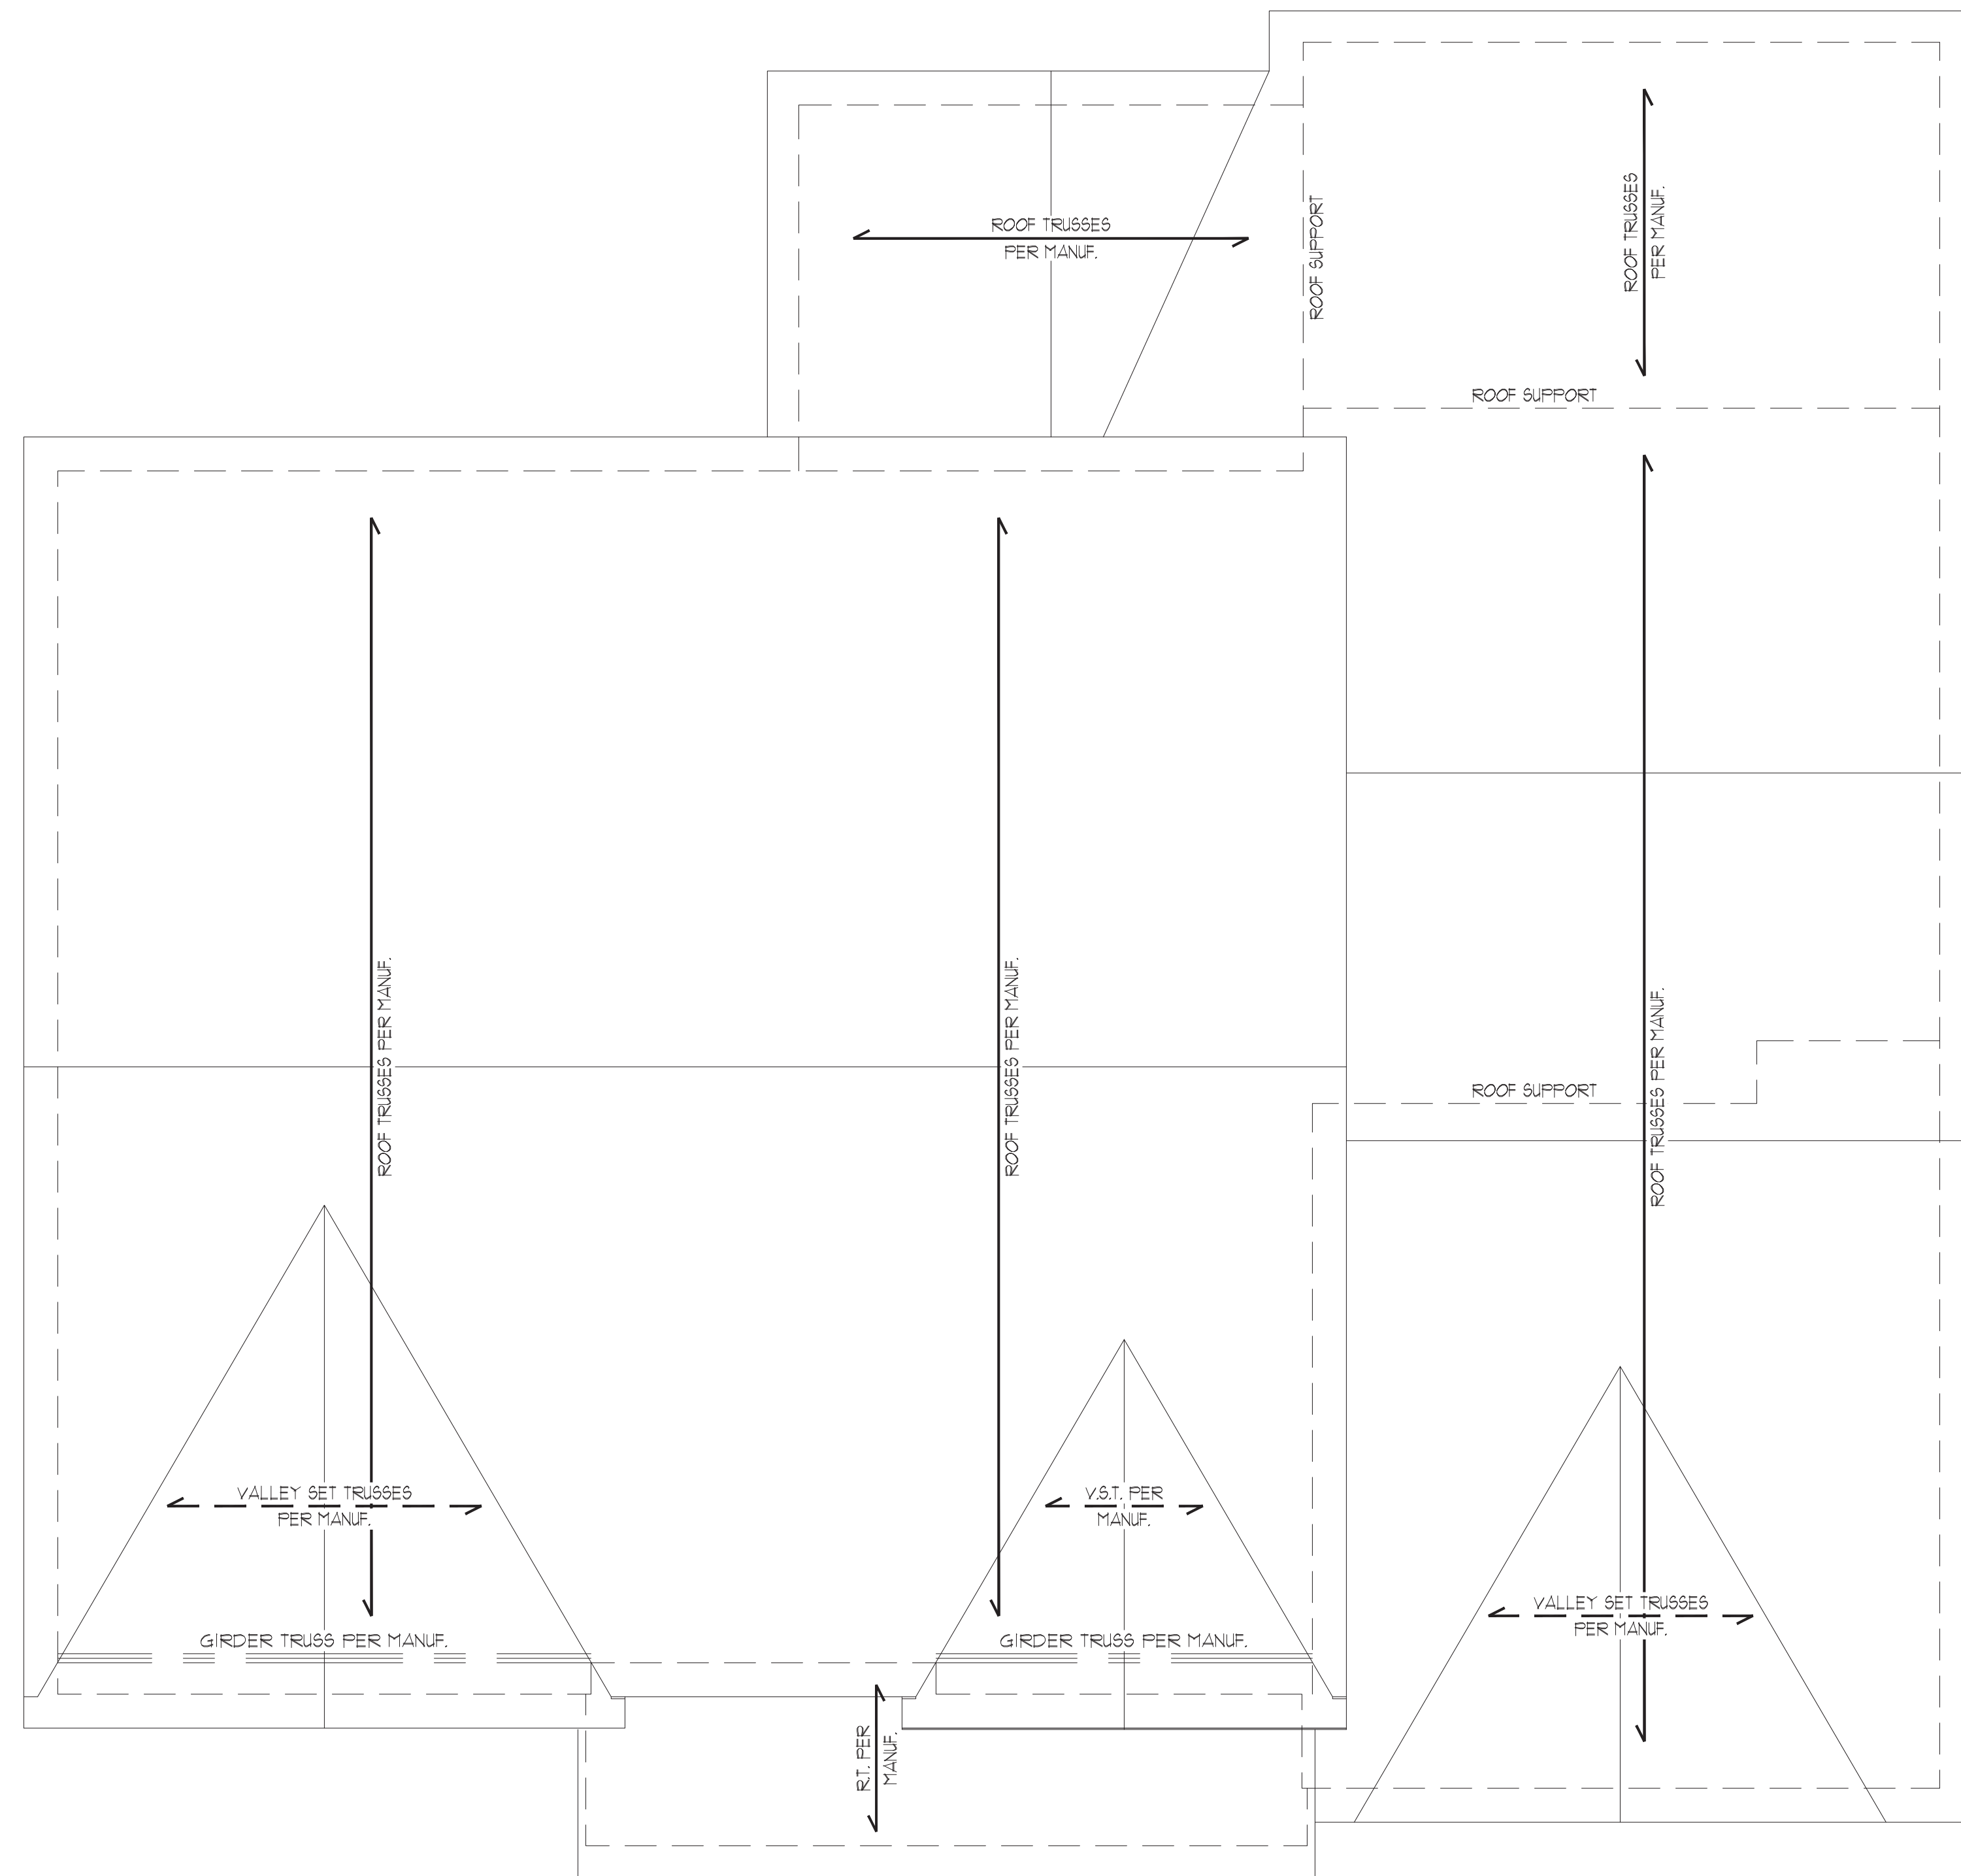 ROOF TRUSSES
PER MANUF.
ROOF SUPPORT
ROOF TRUSSES
PER MANUF.
ROOF SUPPORT
ROOF TRUSSES PER MANUF.
ROOF TRUSSES PER MANUF.
ROOF TRUSSES PER MANUF.
ROOF SUPPORT
VALLEY SET TRUSSES
PER MANUF.
V.S.T. PER
MANUF.
VALLEY SET TRUSSES
PER MANUF.
GIRDER TRUSS PER MANUF.
GIRDER TRUSS PER MANUF.
R.T. PER
MANUF.